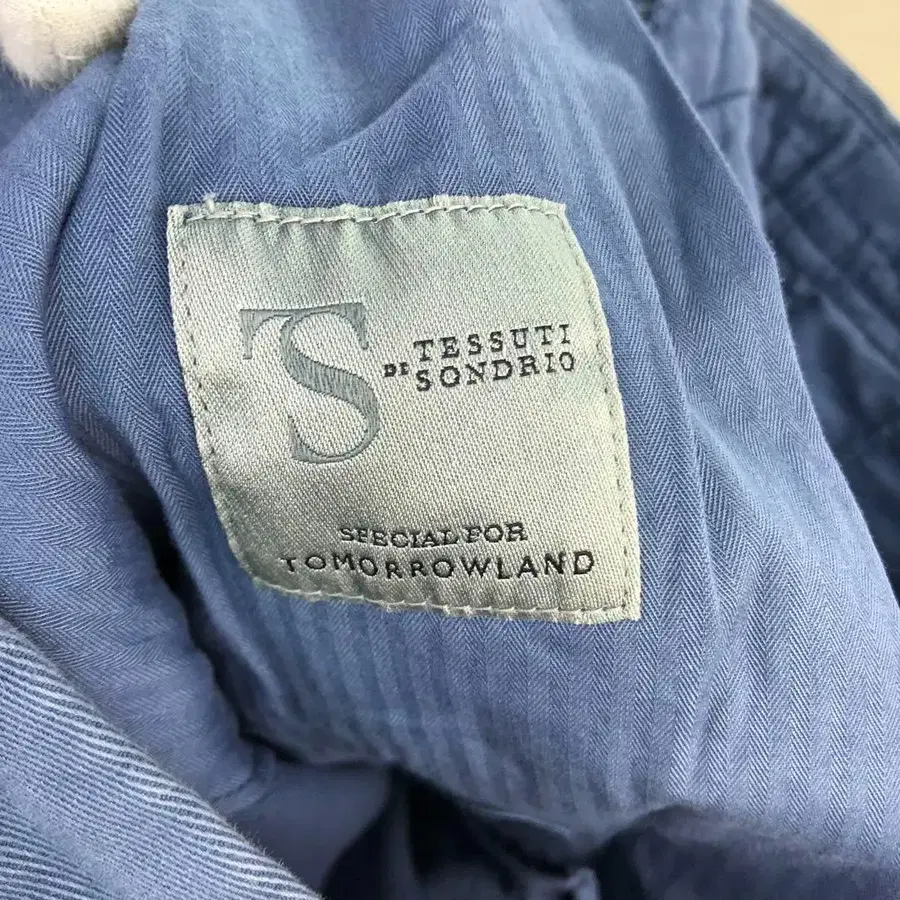 TS
TESSUTI
DI SONDRIO
SPECIAL FOR
TOMORROWLAND